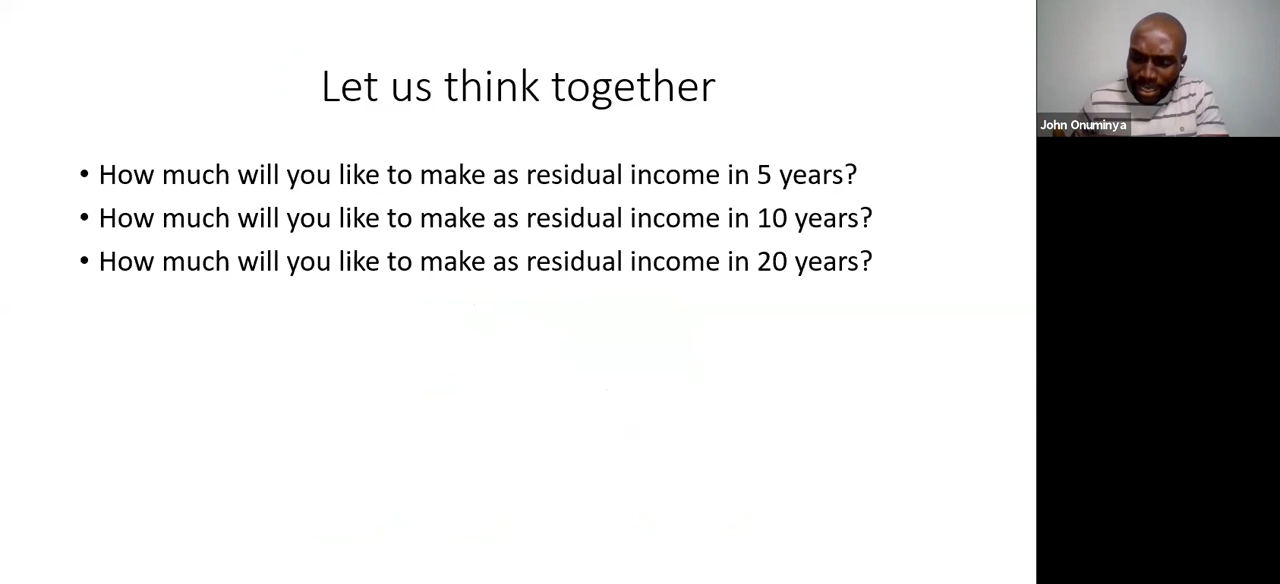 Let us think together
• How much will you like to make as residual income in 5 years?
• How much will you like to make as residual income in 10 years?
• How much will you like to make as residual income in 20 years?
John Onuminya